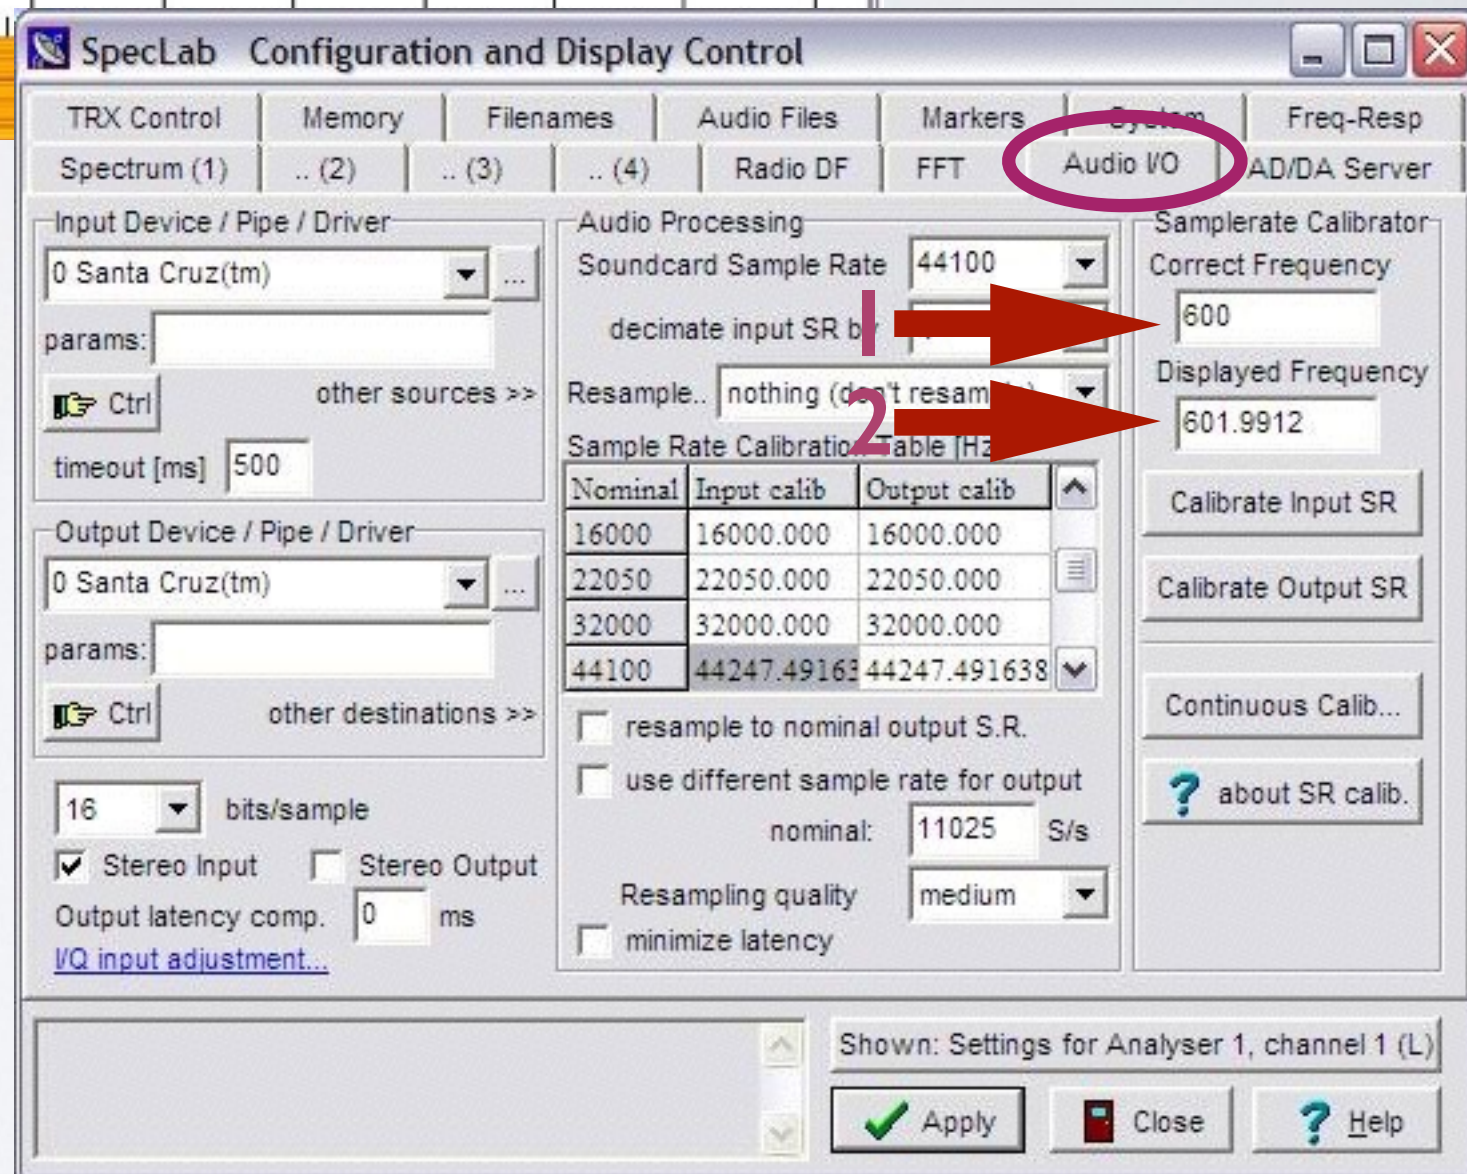 SpecLab Configuration and Display Control
TRX Control Memory Filenames Audio Files Markers System Freq-Resp
Spectrum (1) .. (2) .. (3) .. (4) Radio DF FFT Audio I/O AD/DA Server
Input Device / Pipe / Driver
0 Santa Cruz(tm) ...
params:
Ctrl other sources >>
timeout [ms] 500
Output Device / Pipe / Driver
0 Santa Cruz(tm) ...
params:
Ctrl other destinations >>
16 bits/sample
Stereo Input Stereo Output
Output latency comp. 0 ms
I/Q input adjustment...
Audio Processing
Soundcard Sample Rate 44100
decimate input SR by
1
Resample.. nothing (don't resample)
2
Sample Rate Calibration Table [Hz
Nominal Input calib Output calib
16000 16000.000 16000.000
22050 22050.000 22050.000
32000 32000.000 32000.000
44100 44247.49163 44247.491638
resample to nominal output S.R.
use different sample rate for output
nominal: 11025 S/s
Resampling quality medium
minimize latency
Samplerate Calibrator
Correct Frequency
600
Displayed Frequency
601.9912
Calibrate Input SR
Calibrate Output SR
Continuous Calib...
? about SR calib.
Shown: Settings for Analyser 1, channel 1 (L)
Apply Close ? Help